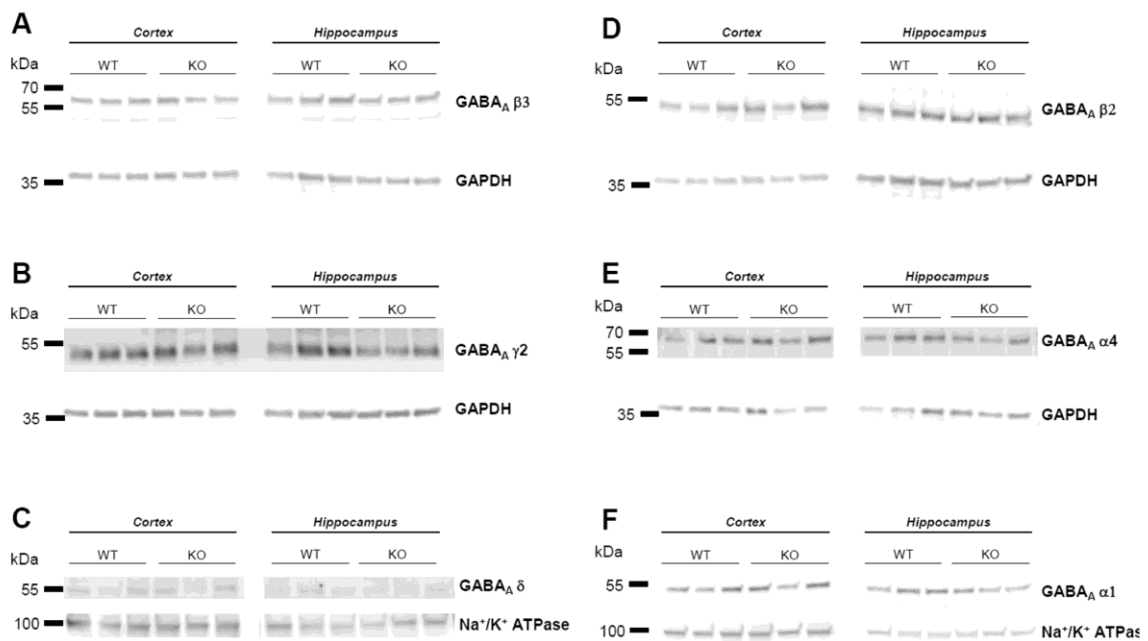 A
Cortex Hippocampus
kDa WT KO WT KO
70
55
GABAA β3
35
GAPDH
B
Cortex Hippocampus
kDa WT KO WT KO
55
GABAA γ2
35
GAPDH
C
Cortex Hippocampus
kDa WT KO WT KO
55
GABAA δ
100
Na⁺/K⁺ ATPase
D
Cortex Hippocampus
kDa WT KO WT KO
55
GABAA β2
35
GAPDH
E
Cortex Hippocampus
kDa WT KO WT KO
70
55
GABAA α4
35
GAPDH
F
Cortex Hippocampus
kDa WT KO WT KO
55
GABAA α1
100
Na⁺/K⁺ ATPas